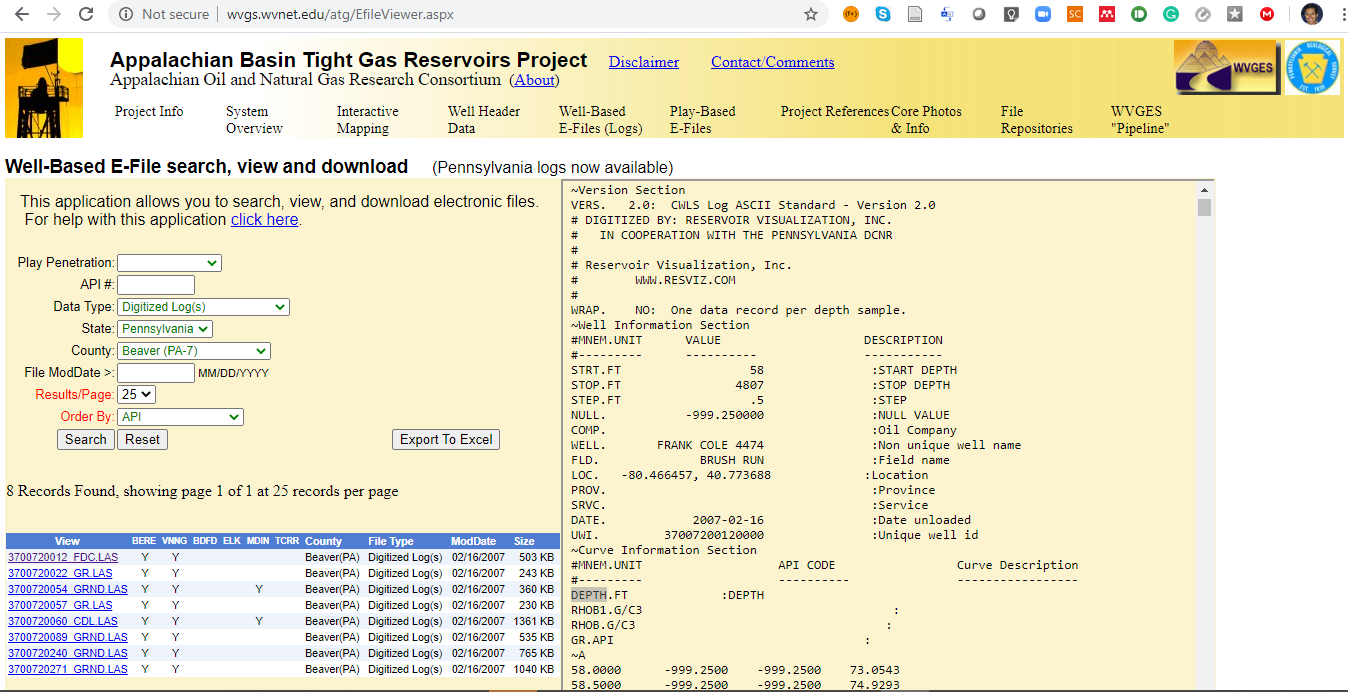 Not secure | wvgs.wvnet.edu/atg/EfileViewer.aspx
Appalachian Basin Tight Gas Reservoirs Project Disclaimer Contact/Comments
Appalachian Oil and Natural Gas Research Consortium (About)
WVGES
Project Info System Overview Interactive Mapping Well Header Data Well-Based E-Files (Logs) Play-Based E-Files Project References Core Photos & Info File Repositories WVGES "Pipeline"
Well-Based E-File search, view and download (Pennsylvania logs now available)
This application allows you to search, view, and download electronic files.
For help with this application click here.
Play Penetration:
API #:
Data Type: Digitized Log(s)
State: Pennsylvania
County: Beaver (PA-7)
File ModDate >: MM/DD/YYYY
Results/Page: 25
Order By: API
Search Reset Export To Excel
8 Records Found, showing page 1 of 1 at 25 records per page
View BERE VNNG BDFD ELK MDIN TCRR County File Type ModDate Size
3700720012_FDC.LAS Y Y Beaver(PA) Digitized Log(s) 02/16/2007 503 KB
3700720022_GR.LAS Y Y Beaver(PA) Digitized Log(s) 02/16/2007 243 KB
3700720054_GRND.LAS Y Y Y Beaver(PA) Digitized Log(s) 02/16/2007 360 KB
3700720057_GR.LAS Y Y Beaver(PA) Digitized Log(s) 02/16/2007 230 KB
3700720060_CDL.LAS Y Y Y Beaver(PA) Digitized Log(s) 02/16/2007 1361 KB
3700720089_GRND.LAS Y Y Beaver(PA) Digitized Log(s) 02/16/2007 535 KB
3700720240_GRND.LAS Y Y Beaver(PA) Digitized Log(s) 02/16/2007 765 KB
3700720271_GRND.LAS Y Y Beaver(PA) Digitized Log(s) 02/16/2007 1040 KB
~Version Section
VERS. 2.0: CWLS Log ASCII Standard - Version 2.0
# DIGITIZED BY: RESERVOIR VISUALIZATION, INC.
# IN COOPERATION WITH THE PENNSYLVANIA DCNR
#
# Reservoir Visualization, Inc.
# WWW.RESVIZ.COM
#
WRAP. NO: One data record per depth sample.
~Well Information Section
#MNEM.UNIT VALUE DESCRIPTION
#--------- ---------- -----------
STRT.FT 58 :START DEPTH
STOP.FT 4807 :STOP DEPTH
STEP.FT .5 :STEP
NULL. -999.250000 :NULL VALUE
COMP. :Oil Company
WELL. FRANK COLE 4474 :Non unique well name
FLD. BRUSH RUN :Field name
LOC. -80.466457, 40.773688 :Location
PROV. :Province
SRVC. :Service
DATE. 2007-02-16 :Date unloaded
UWI. 37007200120000 :Unique well id
~Curve Information Section
#MNEM.UNIT API CODE Curve Description
#--------- ---------- -----------------
DEPTH.FT :DEPTH
RHOB1.G/C3 :
RHOB.G/C3 :
GR.API :
~A
58.0000 -999.2500 -999.2500 73.0543
58.5000 -999.2500 -999.2500 74.9293